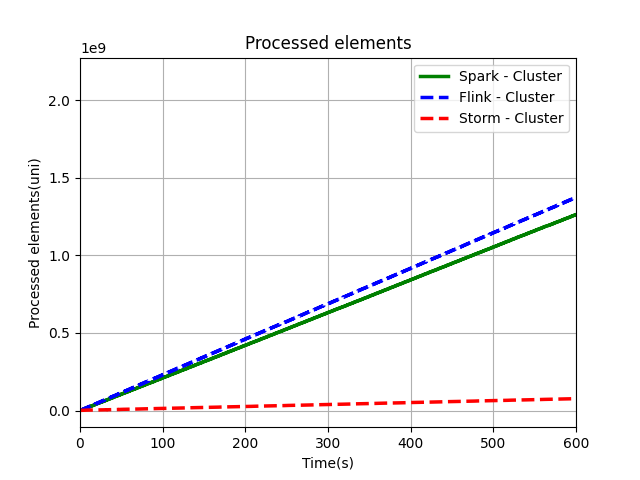 Processed elements
1e9
Spark - Cluster
Flink - Cluster
Storm - Cluster
2.0
1.5
1.0
0.5
0.0
Processed elements(uni)
0
100
200
300
400
500
600
Time(s)